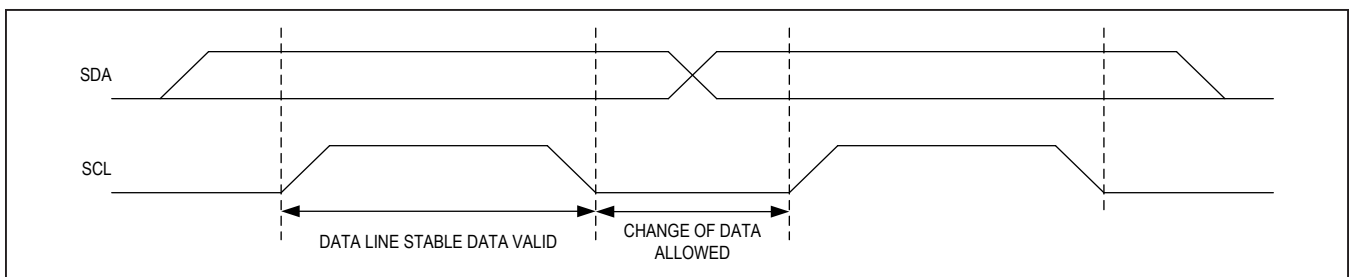 SDA
SCL
DATA LINE STABLE DATA VALID
CHANGE OF DATA
ALLOWED